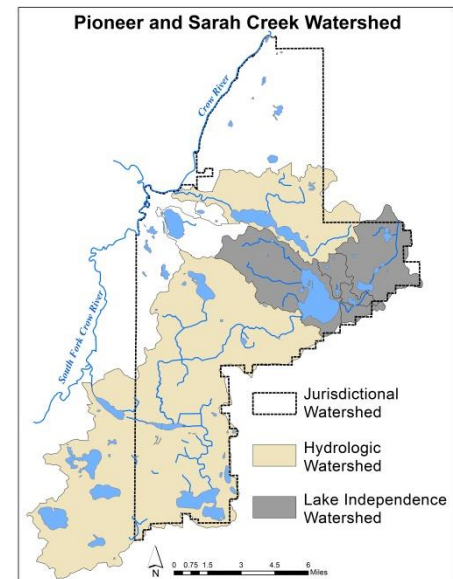 Pioneer and Sarah Creek Watershed
Crow River
South Fork Crow River
Jurisdictional
Watershed
Hydrologic
Watershed
Lake Independence
Watershed
N
0 0.75 1.5 3 4.5 6
Miles